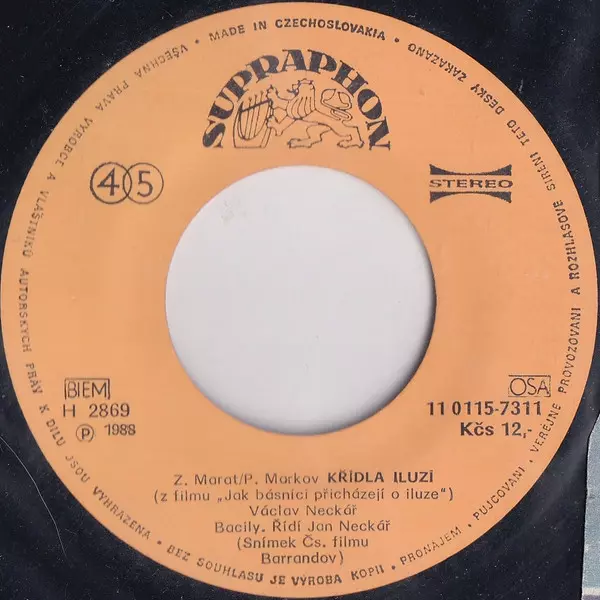 • MADE IN CZECHOSLOVAKIA •
VŠECHNA PRÁVA VÝROBCE A VLASTNÍKŮ AUTORSKÝCH PRÁV K DÍLU JSOU VYHRAZENA • BEZ SOUHLASU JE VÝROBA KOPIÍ • PRONÁJEM • PŮJČOVÁNÍ • VEŘEJNÉ PROVOZOVÁNÍ A ROZHLASOVÉ ŠÍŘENÍ TÉTO DESKY ZAKÁZÁNO
SUPRAPHON
45
STEREO
BIEM
OSA
H 2869
11 0115-7311
Ⓟ 1988
Kčs 12,-
Z. Marat/P. Markov KŘÍDLA ILUZÍ
(z filmu „Jak básníci přicházejí o iluze")
Václav Neckář
Bacily. Řídí Jan Neckář
(Snímek Čs. filmu
Barrandov)